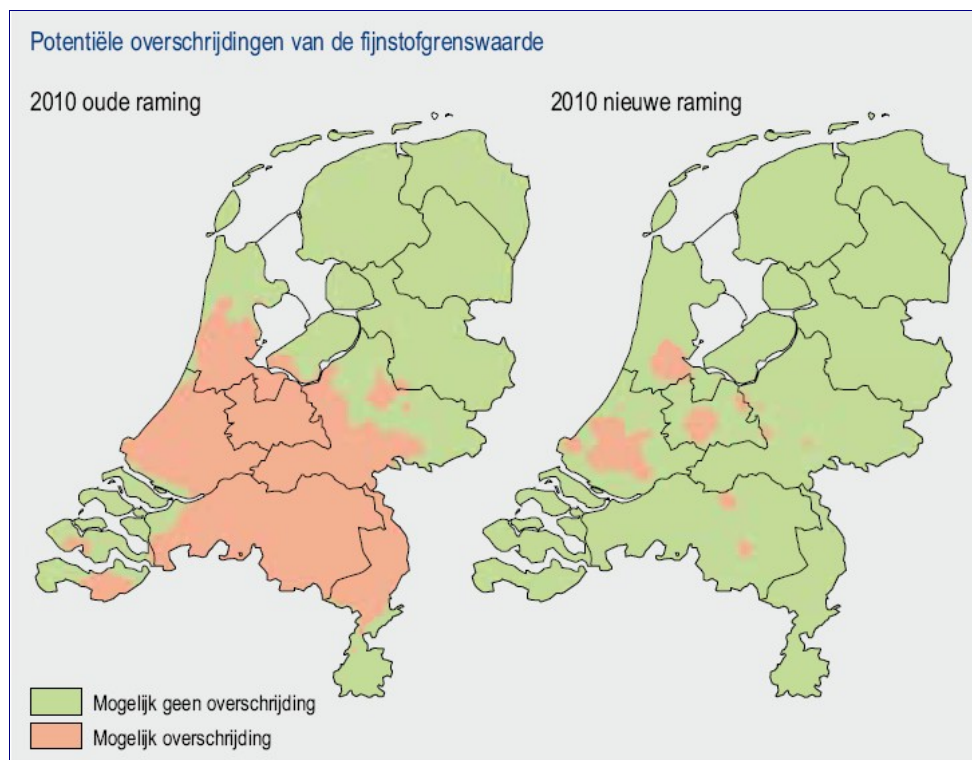 Potentiële overschrijdingen van de fijnstofgrenswaarde
2010 oude raming
2010 nieuwe raming
Mogelijk geen overschrijding
Mogelijk overschrijding